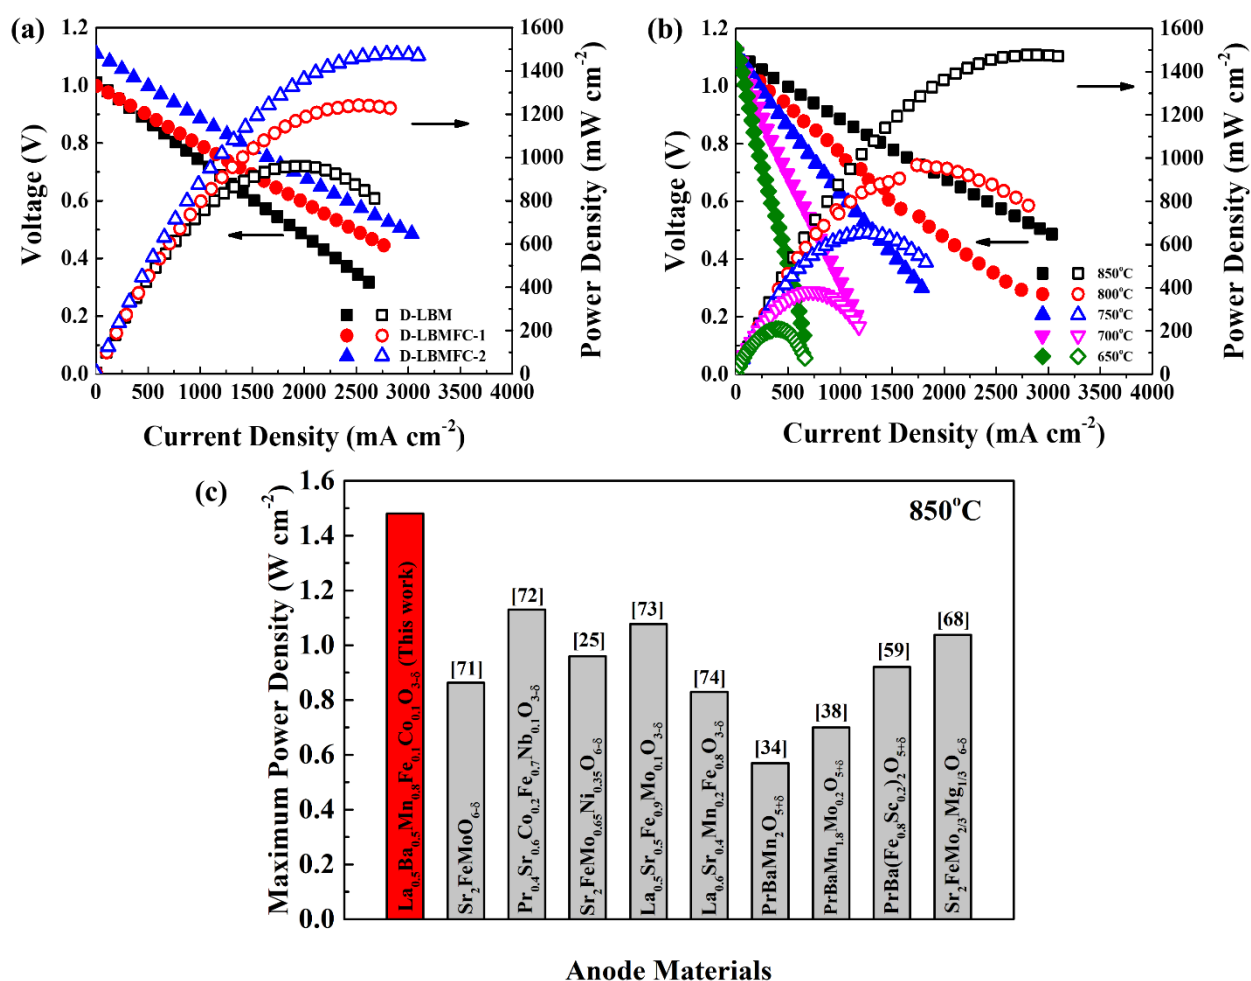 (a)
1.2
1.0
0.8
0.6
0.4
0.2
0.0
Voltage (V)
0 500 1000 1500 2000 2500 3000 3500 4000
Current Density (mA cm⁻²)
1600
1400
1200
1000
800
600
400
200
0
Power Density (mW cm⁻²)
D-LBM
D-LBMFC-1
D-LBMFC-2
(b)
1.2
1.0
0.8
0.6
0.4
0.2
0.0
Voltage (V)
0 500 1000 1500 2000 2500 3000 3500 4000
Current Density (mA cm⁻²)
1600
1400
1200
1000
800
600
400
200
0
Power Density (mW cm⁻²)
850°C
800°C
750°C
700°C
650°C
(c)
1.6
1.4
1.2
1.0
0.8
0.6
0.4
0.2
0.0
Maximum Power Density (W cm⁻²)
850°C
La0.5Ba0.5Mn0.8Fe0.1Co0.1O3-δ (This work)
[71]
Sr2FeMoO6-δ
[72]
Pr0.4Sr0.6Co0.2Fe0.7Nb0.1O3-δ
[25]
Sr2FeMo0.65Ni0.35O6-δ
[73]
La0.5Sr0.5Fe0.9Mo0.1O3-δ
[74]
La0.6Sr0.4Mn0.2Fe0.8O3-δ
[34]
PrBaMn2O5+δ
[38]
PrBaMn1.8Mo0.2O5+δ
[59]
PrBa(Fe0.8Sc0.2)2O5+δ
[68]
Sr2FeMo2/3Mg1/3O6-δ
Anode Materials